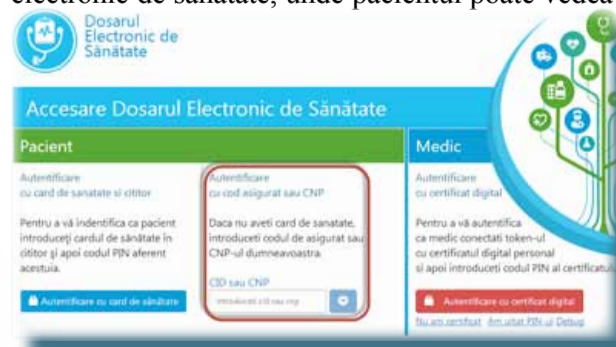 electronic de sănătate, unde pacientul poate vedea
Dosarul
Electronic de
Sănătate
Accesare Dosarul Electronic de Sănătate
Pacient
Autentificare
cu card de sanatate si cititor
Pentru a vă indentifica ca pacient
introduceţi cardul de sănătate în
cititor şi apoi codul PIN aferent
acestuia.
Autentificare cu card de sănătate
Autentificare
cu cod asigurat sau CNP
Daca nu aveti card de sanatate,
introduceti codul de asigurat sau
CNP-ul dumneavoastra.
CID sau CNP
introduceti cid sau cnp
Medic
Autentificare
cu certificat digital
Pentru a vă autentifica
ca medic conectati token-ul
cu certificatul digital personal
si apoi introduceti codul PIN al certificatului
Autentificare cu certificat digital
Nu am certificat Am uitat PIN-ul Debug